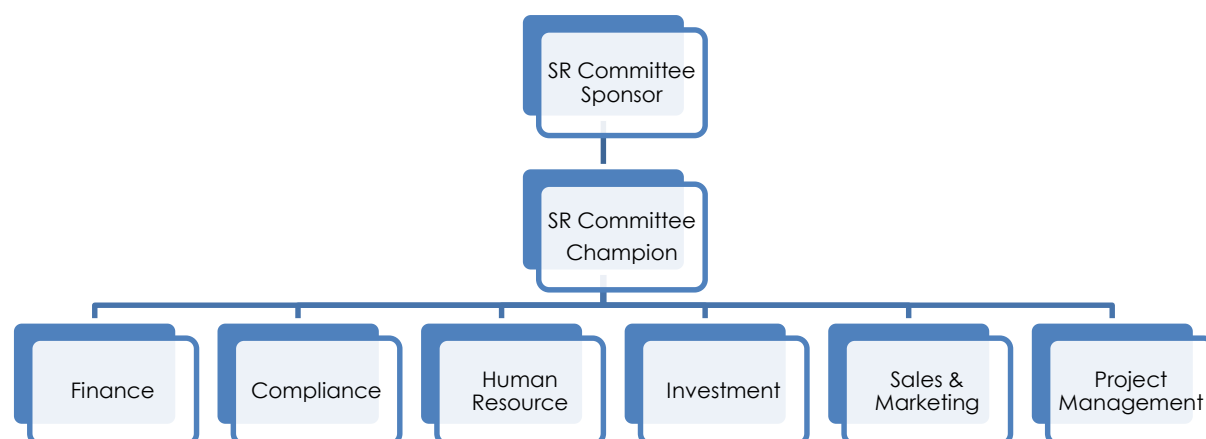 SR Committee
Sponsor
SR Committee
Champion
Finance
Compliance
Human
Resource
Investment
Sales &
Marketing
Project
Management